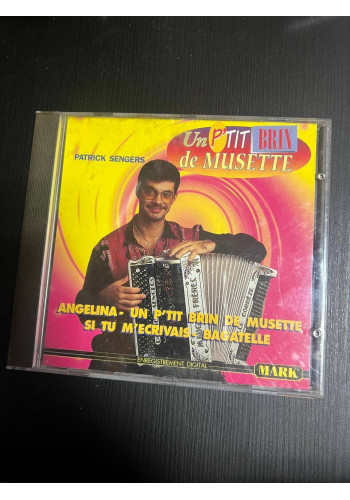 Un P'TIT BRIN
de MUSETTE
PATRICK SENGERS
ANGELINA - UN P'TIT BRIN DE MUSETTE
SI TU M'ECRIVAIS - BAGATELLE
ENREGISTREMENT DIGITAL
MARK